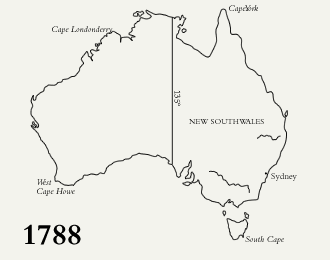 Cape York
Cape Londonderry
135°
NEW SOUTH WALES
Sydney
West
Cape Howe
1788
South Cape